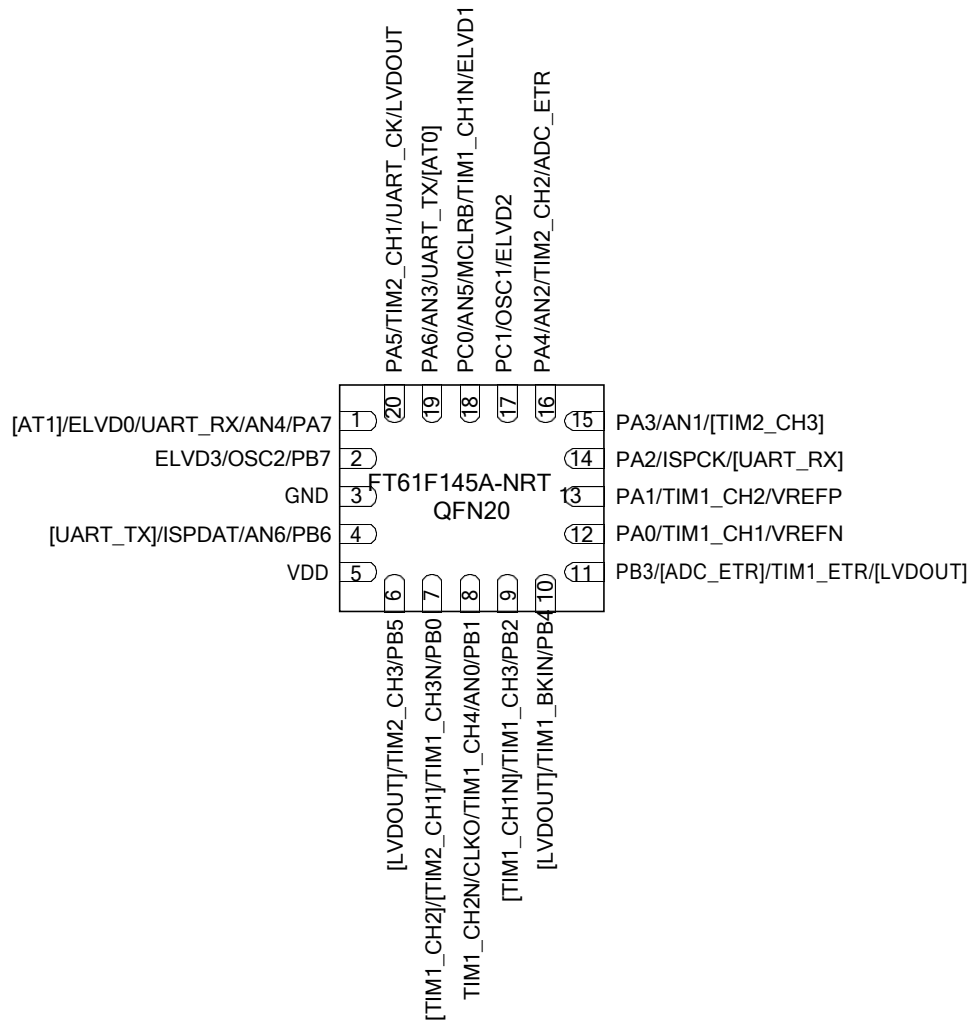 PA5/TIM2_CH1/UART_CK/LVDOUT
PA6/AN3/UART_TX/[AT0]
PC0/AN5/MCLRB/TIM1_CH1N/ELVD1
PC1/OSC1/ELVD2
PA4/AN2/TIM2_CH2/ADC_ETR
20
19
18
17
16
[AT1]/ELVD0/UART_RX/AN4/PA7
1
ELVD3/OSC2/PB7
2
GND
3
[UART_TX]/ISPDAT/AN6/PB6
4
VDD
5
FT61F145A-NRT
QFN20
15
PA3/AN1/[TIM2_CH3]
14
PA2/ISPCK/[UART_RX]
13
PA1/TIM1_CH2/VREFP
12
PA0/TIM1_CH1/VREFN
11
PB3/[ADC_ETR]/TIM1_ETR/[LVDOUT]
6
7
8
9
10
[LVDOUT]/TIM2_CH3/PB5
[TIM1_CH2]/[TIM2_CH1]/TIM1_CH3N/PB0
TIM1_CH2N/CLKO/TIM1_CH4/AN0/PB1
[TIM1_CH1N]/TIM1_CH3/PB2
[LVDOUT]/TIM1_BKIN/PB4